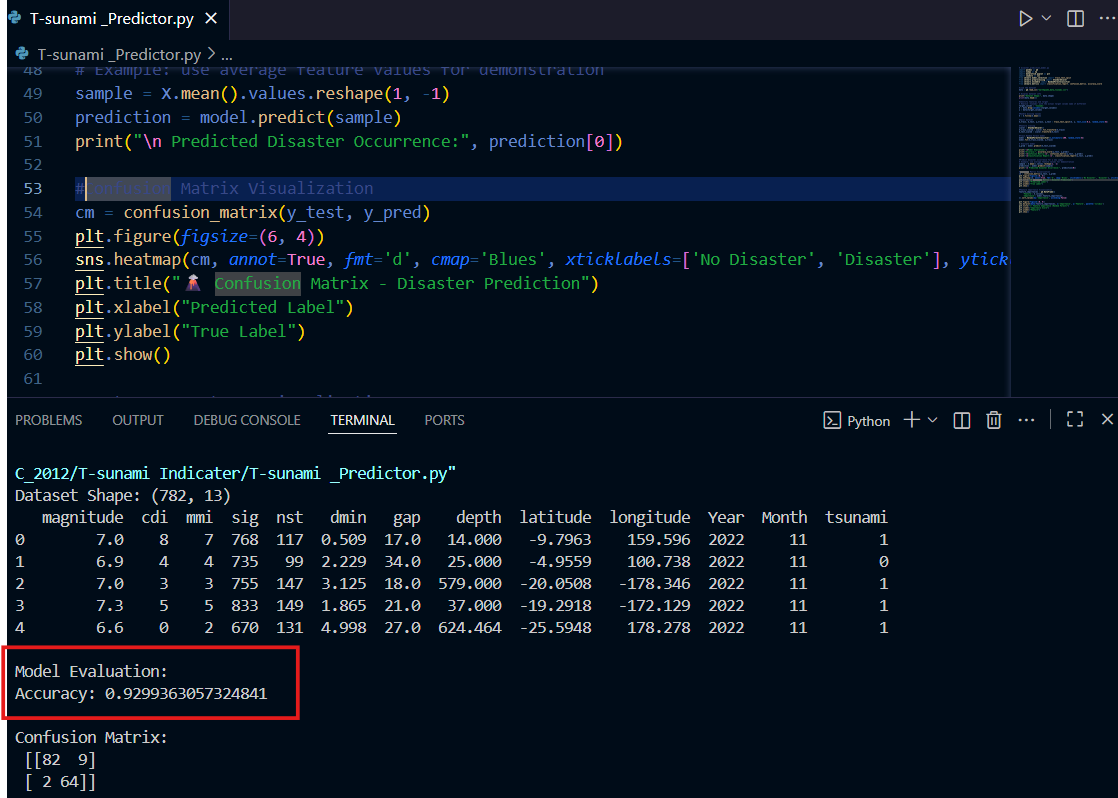 T-sunami _Predictor.py
T-sunami _Predictor.py > ...
48 # Example: use average feature values for demonstration
49 sample = X.mean().values.reshape(1, -1)
50 prediction = model.predict(sample)
51 print("\n Predicted Disaster Occurrence:", prediction[0])
52
53 #Confusion Matrix Visualization
54 cm = confusion_matrix(y_test, y_pred)
55 plt.figure(figsize=(6, 4))
56 sns.heatmap(cm, annot=True, fmt='d', cmap='Blues', xticklabels=['No Disaster', 'Disaster'], ytick
57 plt.title("🌋 Confusion Matrix - Disaster Prediction")
58 plt.xlabel("Predicted Label")
59 plt.ylabel("True Label")
60 plt.show()
61
PROBLEMS OUTPUT DEBUG CONSOLE TERMINAL PORTS Python
C_2012/T-sunami Indicater/T-sunami _Predictor.py"
Dataset Shape: (782, 13)
magnitude cdi mmi sig nst dmin gap depth latitude longitude Year Month tsunami
0 7.0 8 7 768 117 0.509 17.0 14.000 -9.7963 159.596 2022 11 1
1 6.9 4 4 735 99 2.229 34.0 25.000 -4.9559 100.738 2022 11 0
2 7.0 3 3 755 147 3.125 18.0 579.000 -20.0508 -178.346 2022 11 1
3 7.3 5 5 833 149 1.865 21.0 37.000 -19.2918 -172.129 2022 11 1
4 6.6 0 2 670 131 4.998 27.0 624.464 -25.5948 178.278 2022 11 1
Model Evaluation:
Accuracy: 0.9299363057324841
Confusion Matrix:
[[82 9]
[ 2 64]]